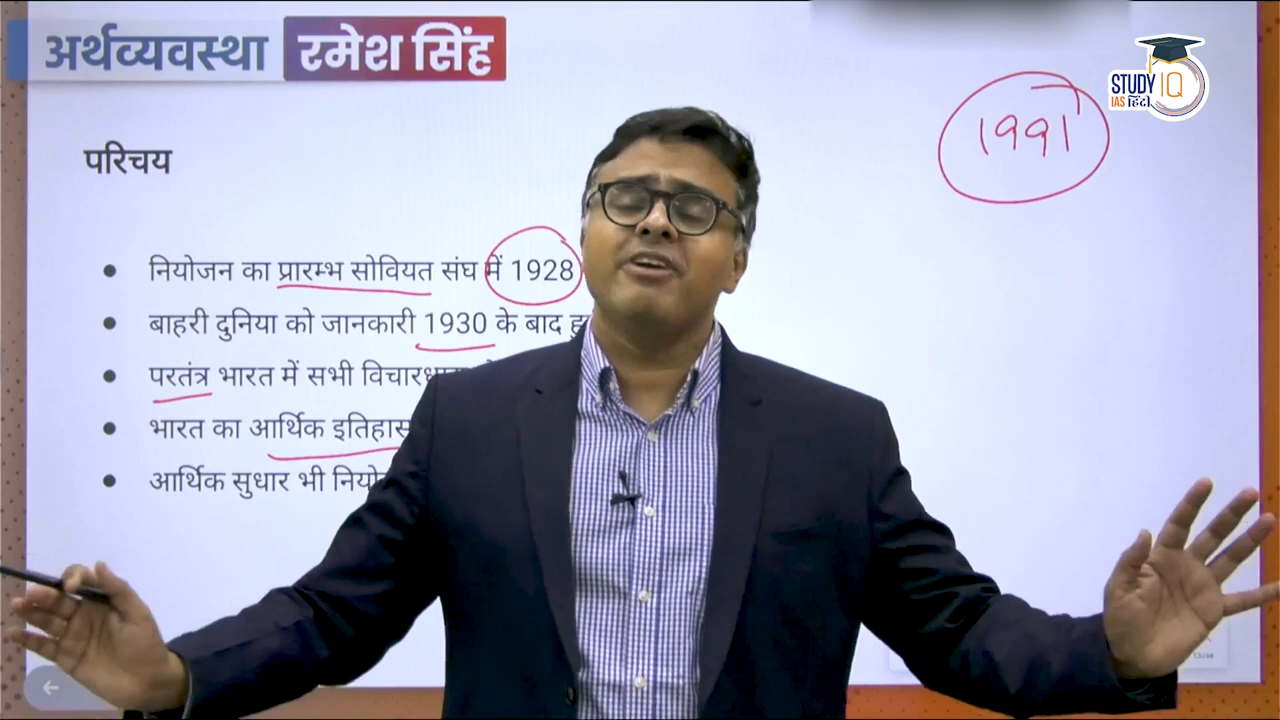 अर्थव्यवस्था रमेश सिंह
STUDY IQ
IAS हिंदी
1991
परिचय
• नियोजन का प्रारम्भ सोवियत संघ में 1928
• बाहरी दुनिया को जानकारी 1930 के बाद
• परतंत्र भारत में सभी
• भारत का आर्थिक इतिहास
• आर्थिक सुधार भी
Close